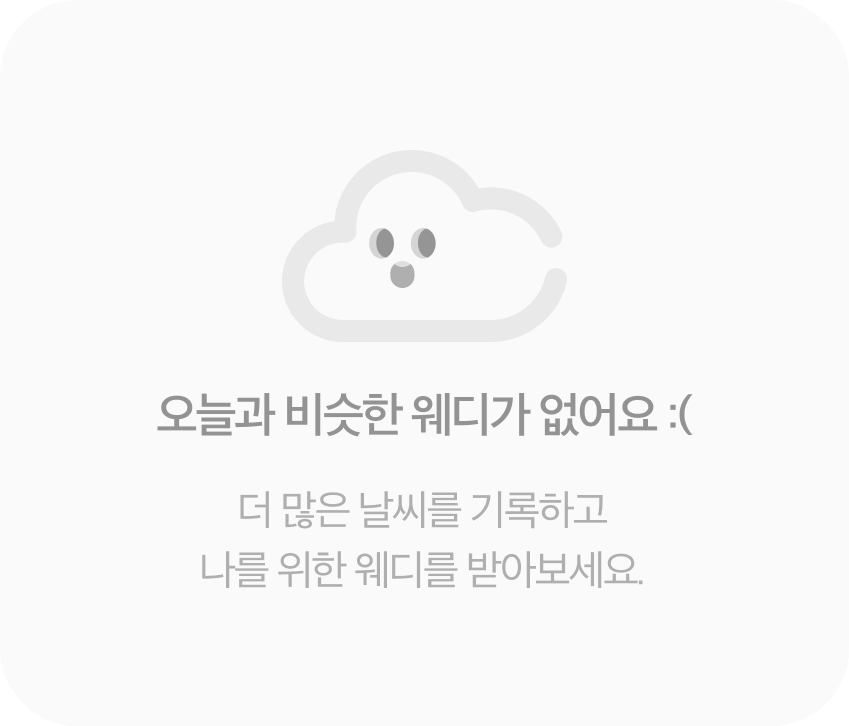 오늘과 비슷한 웨디가 없어요 :(
더 많은 날씨를 기록하고
나를 위한 웨디를 받아보세요.